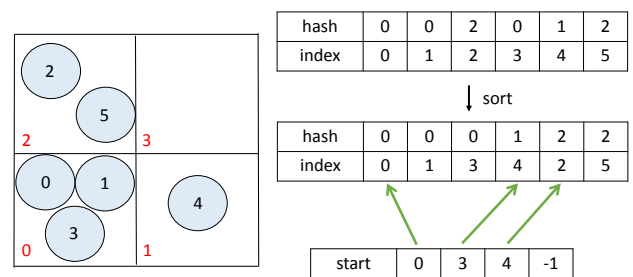 2
5
2 3
0 1
4
3
0 1
hash 0 0 2 0 1 2
index 0 1 2 3 4 5
sort
hash 0 0 0 1 2 2
index 0 1 3 4 2 5
start 0 3 4 -1